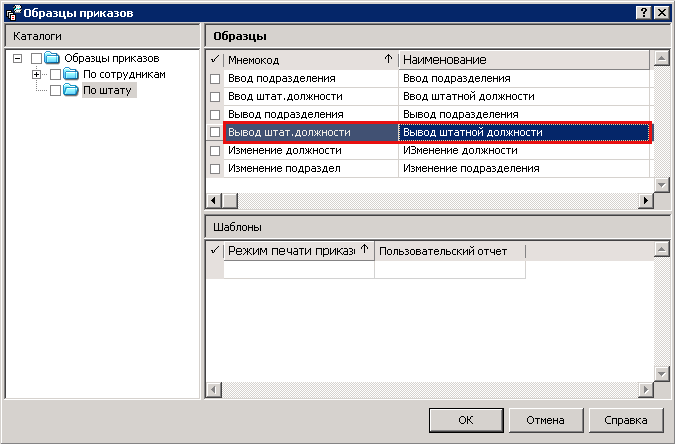 Образцы приказов
Каталоги
Образцы приказов
По сотрудникам
По штату
Образцы
Мнемокод Наименование
Ввод подразделения Ввод подразделения
Ввод штат.должности Ввод штатной должности
Вывод подразделения Вывод подразделения
Вывод штат.должности Вывод штатной должности
Изменение должности ИЗменение должности
Изменение подраздел Изменение подразделения
Шаблоны
Режим печати приказ Пользовательский отчет
OK Отмена Справка